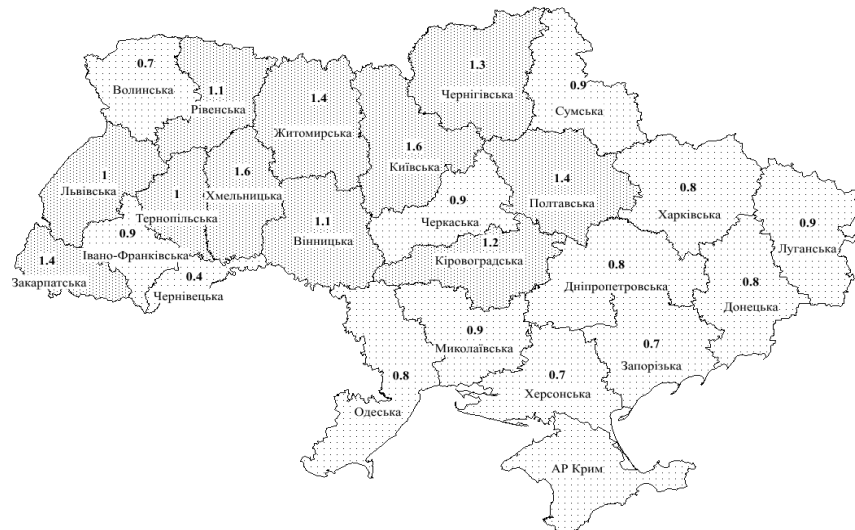 0.7
Волинська
1.1
Рівенська
1.4
Житомирська
1.6
Київська
1.3
Чернігівська
0.9
Сумська
1
Львівська
1
Тернопільська
1.6
Хмельницька
1.1
Вінницька
0.9
Черкаська
1.4
Полтавська
0.8
Харківська
0.9
Луганська
1.4
Закарпатська
0.9
Івано-Франківська
0.4
Чернівецька
1.2
Кіровоградська
0.8
Дніпропетровська
0.8
Донецька
0.8
Одеська
0.9
Миколаївська
0.7
Херсонська
0.7
Запорізька
АР Крим